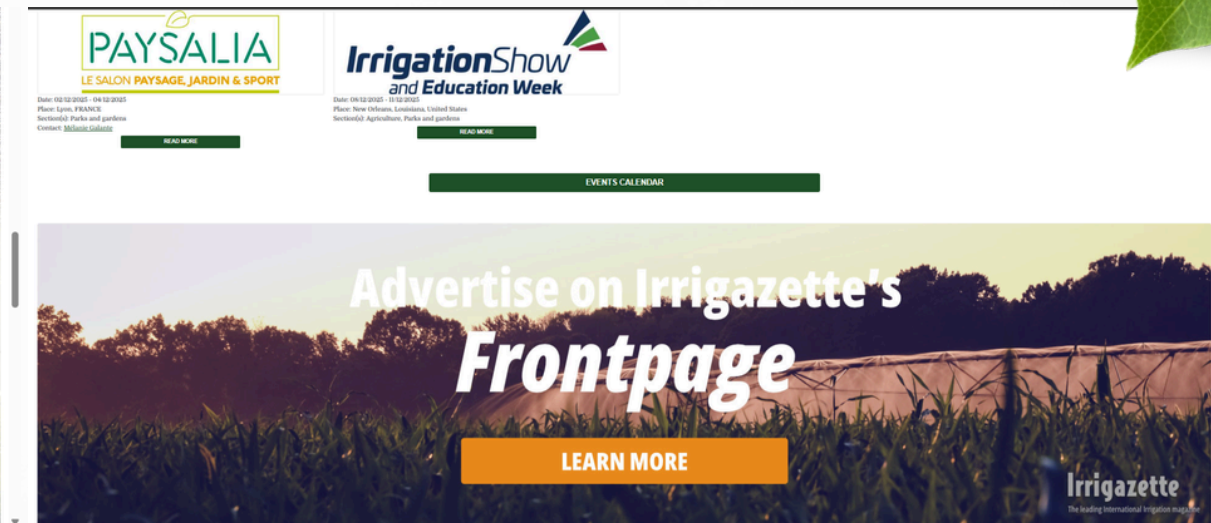 PAYSALIA
LE SALON PAYSAGE, JARDIN & SPORT
Date: 02/12/2025 - 04/12/2025
Place: Lyon, FRANCE
Section(s): Parks and gardens
Contact: Mélanie Galante
READ MORE
IrrigationShow
and Education Week
Date: 08/12/2025 - 11/12/2025
Place: New Orleans, Louisiana, United States
Section(s): Agriculture, Parks and gardens
READ MORE
EVENTS CALENDAR
Advertise on Irrigazette's
Frontpage
LEARN MORE
Irrigazette
The leading International Irrigation magazine